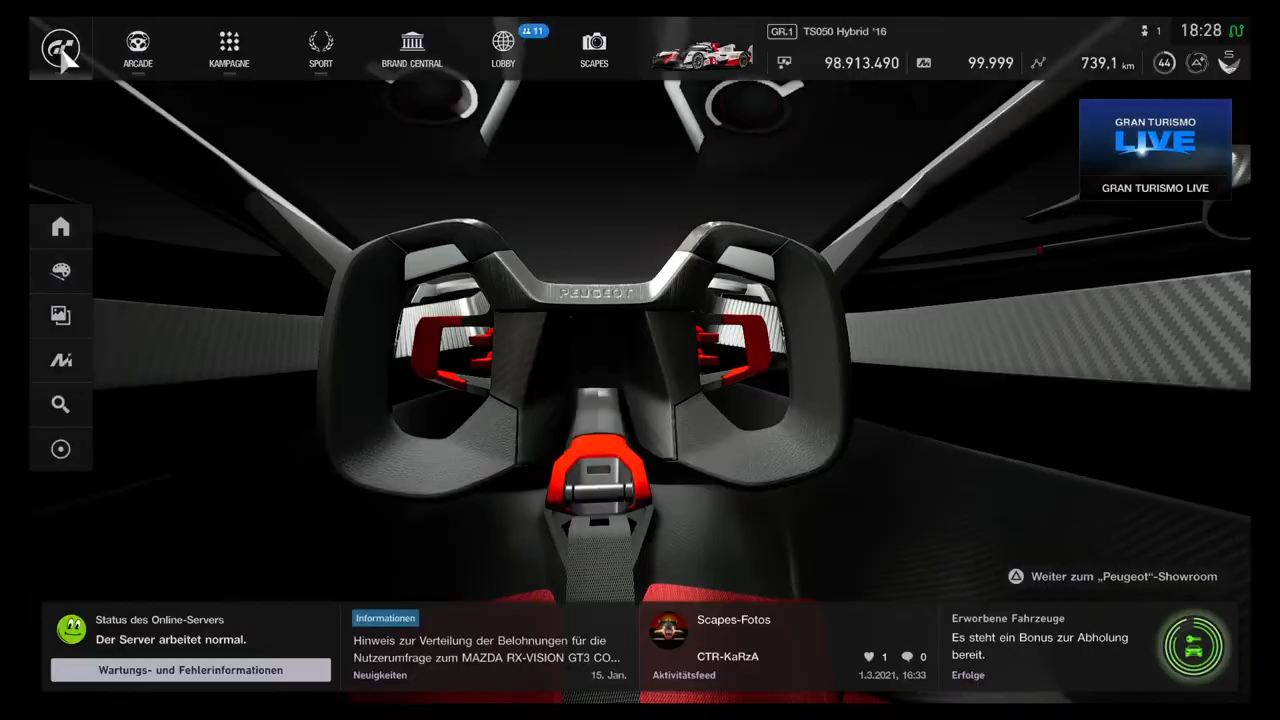 ARCADE
KAMPAGNE
SPORT
BRAND CENTRAL
11
LOBBY
SCAPES
GR.1 TS050 Hybrid '16
1 18:28
98.913.490
99.999
739,1 km
44
GRAN TURISMO
LIVE
GRAN TURISMO LIVE
PEUGEOT
Weiter zum „Peugeot“-Showroom
Status des Online-Servers
Der Server arbeitet normal.
Wartungs- und Fehlerinformationen
Informationen
Hinweis zur Verteilung der Belohnungen für die
Nutzerumfrage zum MAZDA RX-VISION GT3 CO...
Neuigkeiten 15. Jan.
Scapes-Fotos
CTR-KaRzA
1 0
Aktivitätsfeed 1.3.2021, 16:33
Erworbene Fahrzeuge
Es steht ein Bonus zur Abholung
bereit.
Erfolge